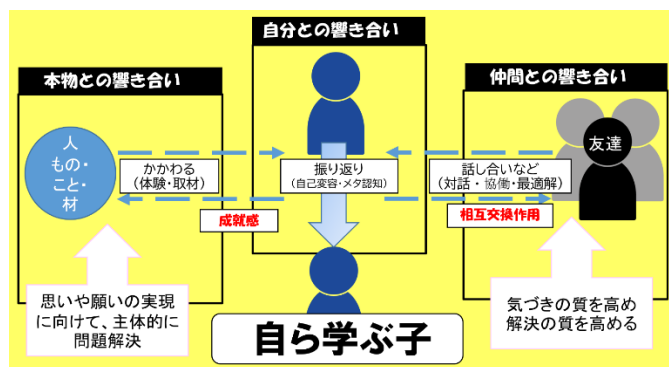 自分との響き合い
本物との響き合い
仲間との響き合い
人
もの・
こと・
材
かかわる
（体験・取材）
振り返り
（自己変容・メタ認知）
話し合いなど
（対話・協働・最適解）
友達
成就感
相互交換作用
思いや願いの実現
に向けて、主体的に
問題解決
気づきの質を高め
解決の質を高める
自ら学ぶ子